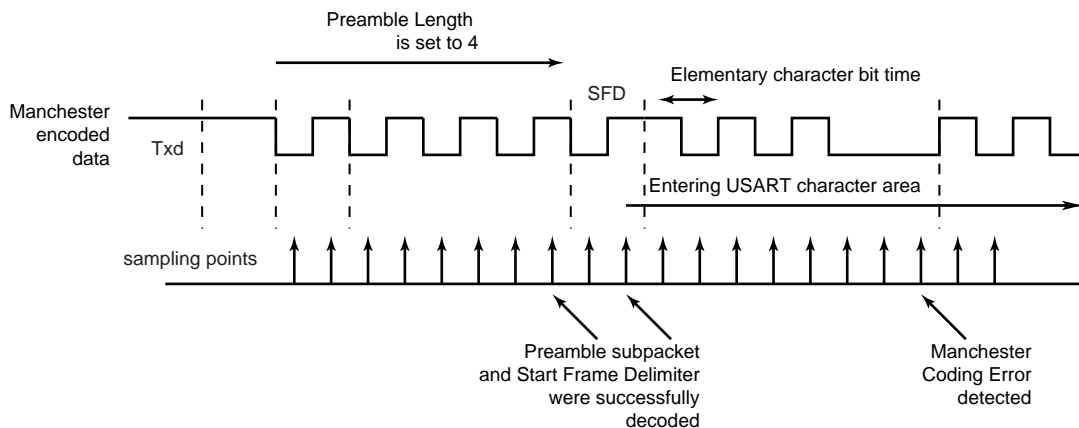 Preamble Length
is set to 4
Elementary character bit time
SFD
Manchester
encoded
data
Txd
Entering USART character area
sampling points
Preamble subpacket
and Start Frame Delimiter
were successfully
decoded
Manchester
Coding Error
detected